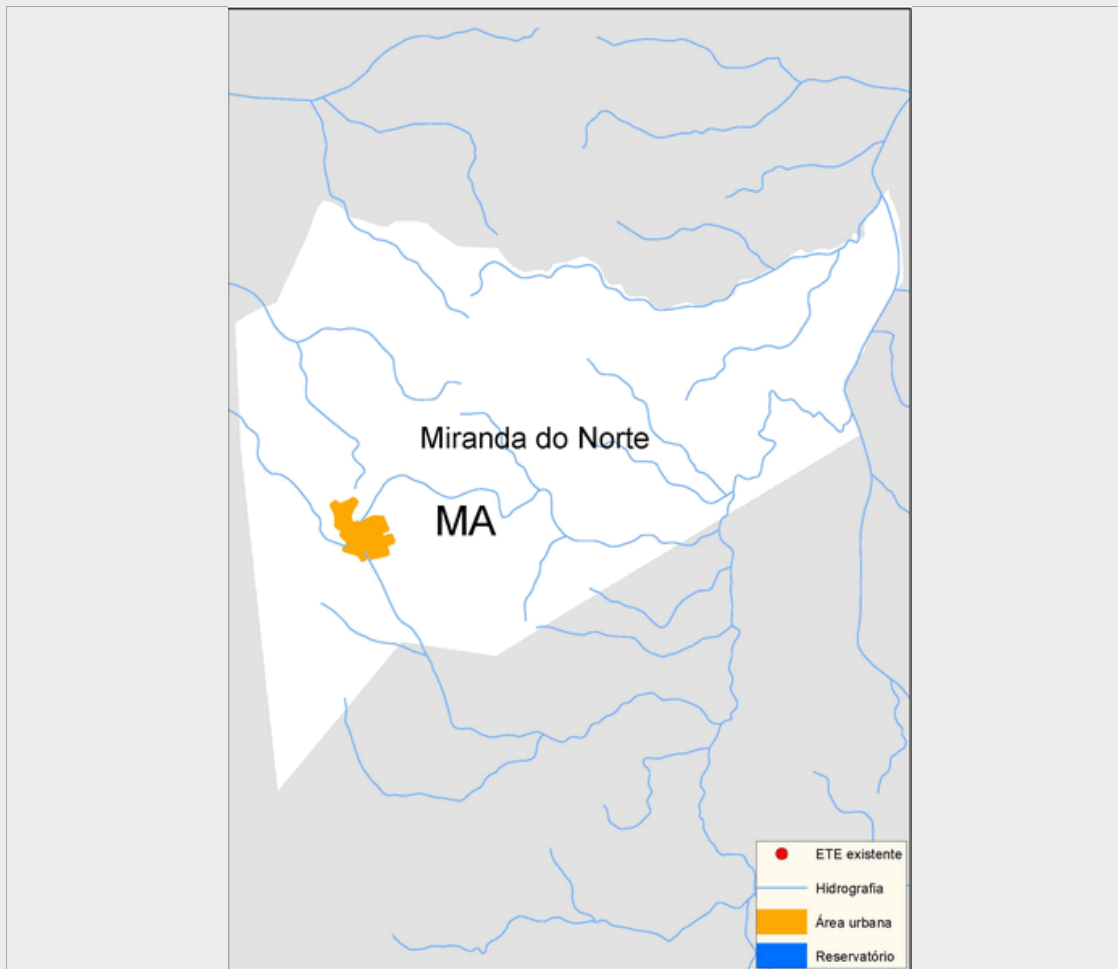 Miranda do Norte
MA
ETE existente
Hidrografia
Área urbana
Reservatório